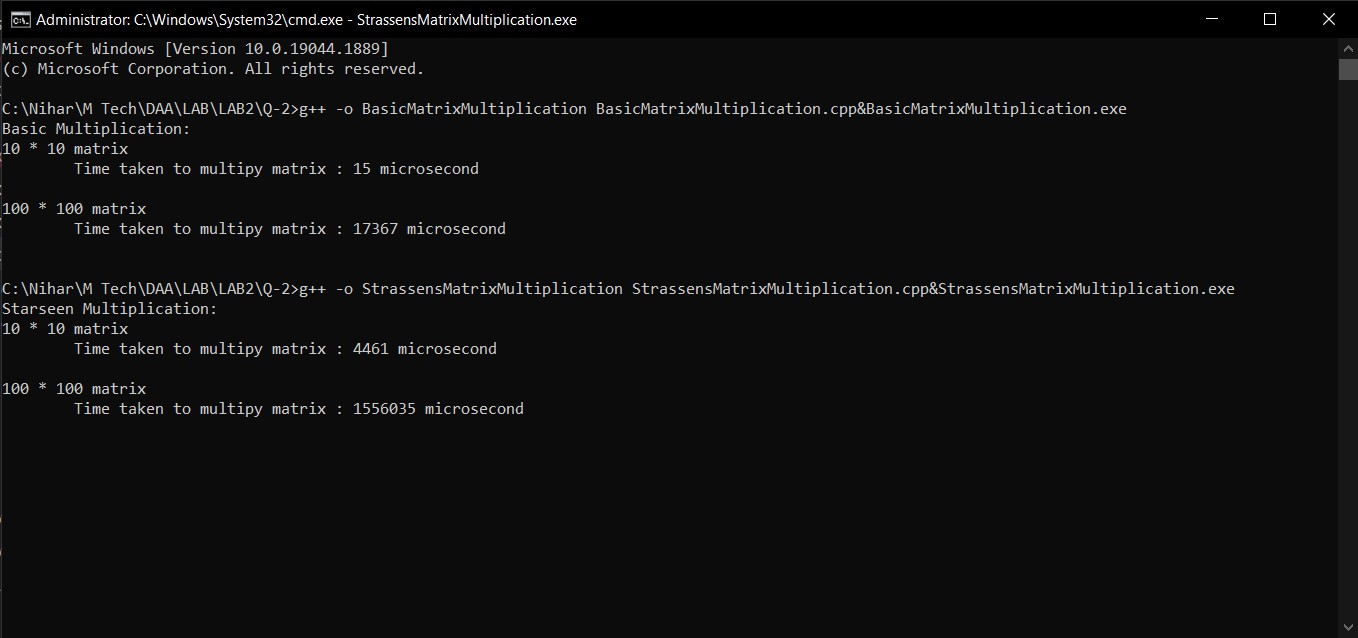 Administrator: C:\Windows\System32\cmd.exe - StrassensMatrixMultiplication.exe
Microsoft Windows [Version 10.0.19044.1889]
(c) Microsoft Corporation. All rights reserved.
C:\Nihar\M Tech\DAA\LAB\LAB2\Q-2>g++ -o BasicMatrixMultiplication BasicMatrixMultiplication.cpp&BasicMatrixMultiplication.exe
Basic Multiplication:
10 * 10 matrix
Time taken to multipy matrix : 15 microsecond
100 * 100 matrix
Time taken to multipy matrix : 17367 microsecond
C:\Nihar\M Tech\DAA\LAB\LAB2\Q-2>g++ -o StrassensMatrixMultiplication StrassensMatrixMultiplication.cpp&StrassensMatrixMultiplication.exe
Starseen Multiplication:
10 * 10 matrix
Time taken to multipy matrix : 4461 microsecond
100 * 100 matrix
Time taken to multipy matrix : 1556035 microsecond